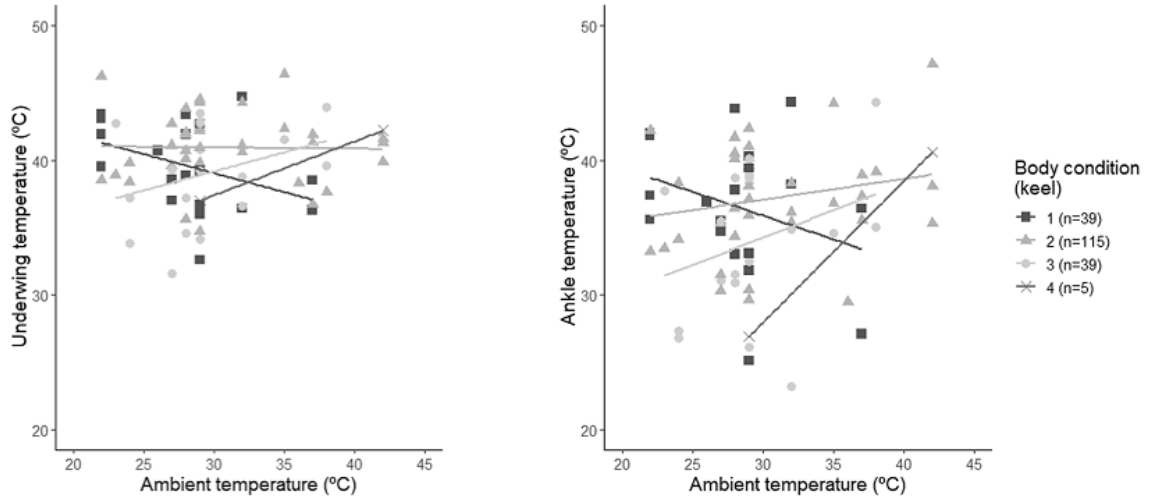 50
40
30
20
Underwing temperature (ºC)
20 25 30 35 40 45
Ambient temperature (ºC)
50
40
30
20
Ankle temperature (ºC)
20 25 30 35 40 45
Ambient temperature (ºC)
Body condition
(keel)
1 (n=39)
2 (n=115)
3 (n=39)
4 (n=5)